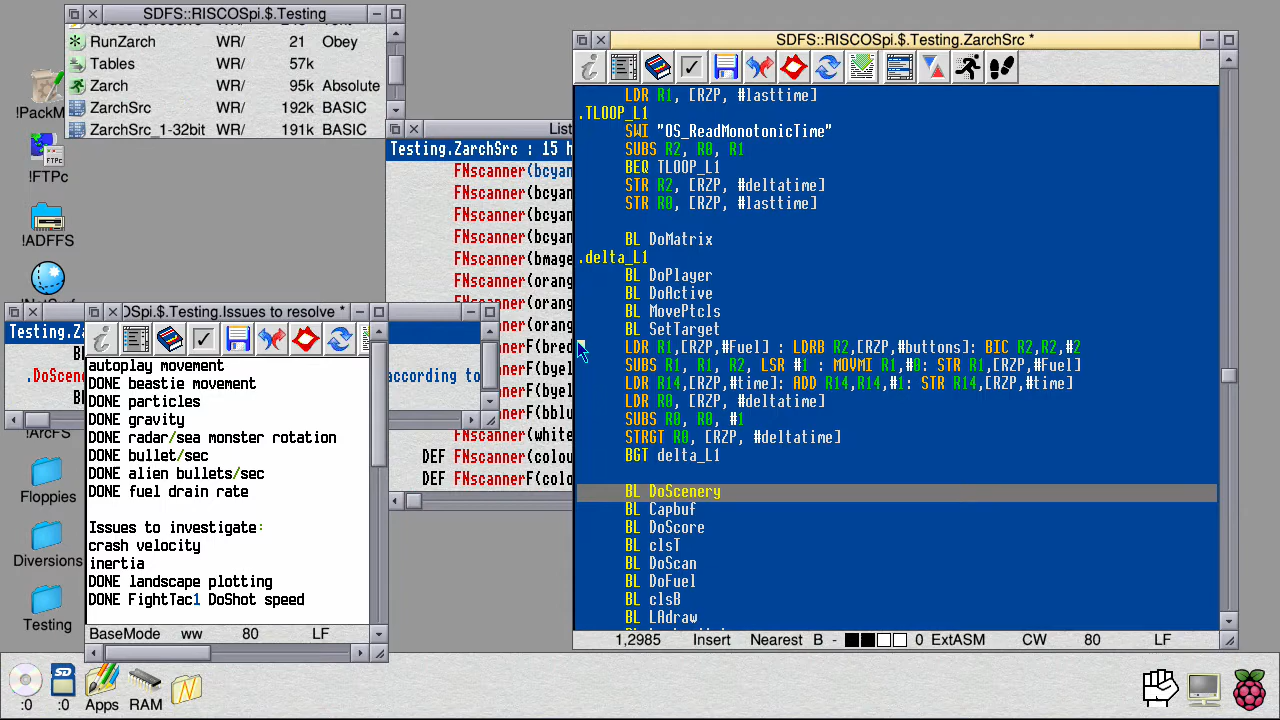 SDFS::RISCOSpi.$.Testing
RunZarch WR/ 21 Obey
Tables WR/ 57k
Zarch WR/ 95k Absolute
ZarchSrc WR/ 192k BASIC
ZarchSrc_1-32bit WR/ 191k BASIC
!PackM
!FTPc
!ADFFS
!ArcFS
Floppies
Diversions
Testing
List
Testing.ZarchSrc : 15 h
FNscanner(bcyan
FNscanner(bcyan
FNscanner(bcyan
FNscanner(bcyan
FNscanner(bmage
FNscanner(orang
FNscanner(orang
FNscanner(orang
FNscannerF(bred
FNscannerF(byel
FNscannerF(byel
FNscannerF(bblu
FNscannerF(white
DEF FNscannerF(colou
DEF FNscannerF(colo
Testing.Za
.DoScen
according to
DSpi.$.Testing.Issues to resolve *
autoplay movement
DONE beastie movement
DONE particles
DONE gravity
DONE radar/sea monster rotation
DONE bullet/sec
DONE alien bullets/sec
DONE fuel drain rate
Issues to investigate:
crash velocity
inertia
DONE landscape plotting
DONE FightTac1 DoShot speed
BaseMode ww 80 LF
SDFS::RISCOSpi.$.Testing.ZarchSrc *
LDR R1, [RZP, #lasttime]
.TLOOP_L1
SWI "OS_ReadMonotonicTime"
SUBS R2, R0, R1
BEQ TLOOP_L1
STR R2, [RZP, #deltatime]
STR R0, [RZP, #lasttime]
BL DoMatrix
.delta_L1
BL DoPlayer
BL DoActive
BL MovePtcls
BL SetTarget
LDR R1,[RZP,#Fuel] : LDRB R2,[RZP,#buttons]: BIC R2,R2,#2
SUBS R1, R1, R2, LSR #1 : MOVMI R1,#0: STR R1,[RZP,#Fuel]
LDR R14,[RZP,#time]: ADD R14,R14,#1: STR R14,[RZP,#time]
LDR R0, [RZP, #deltatime]
SUBS R0, R0, #1
STRGT R0, [RZP, #deltatime]
BGT delta_L1
BL DoScenery
BL Capbuf
BL DoScore
BL clsT
BL DoScan
BL DoFuel
BL clsB
BL LAdraw
1,2985 Insert Nearest B - 0 ExtASM CW 80 LF
:0 :0 Apps RAM